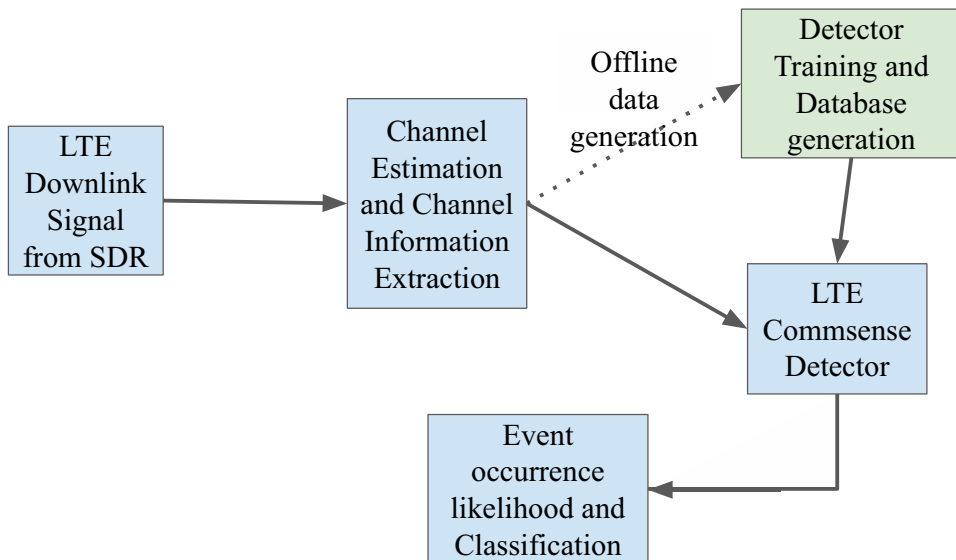 LTE
Downlink
Signal
from SDR
Channel
Estimation
and Channel
Information
Extraction
Offline
data
generation
Detector
Training and
Database
generation
LTE
Commsense
Detector
Event
occurrence
likelihood and
Classification